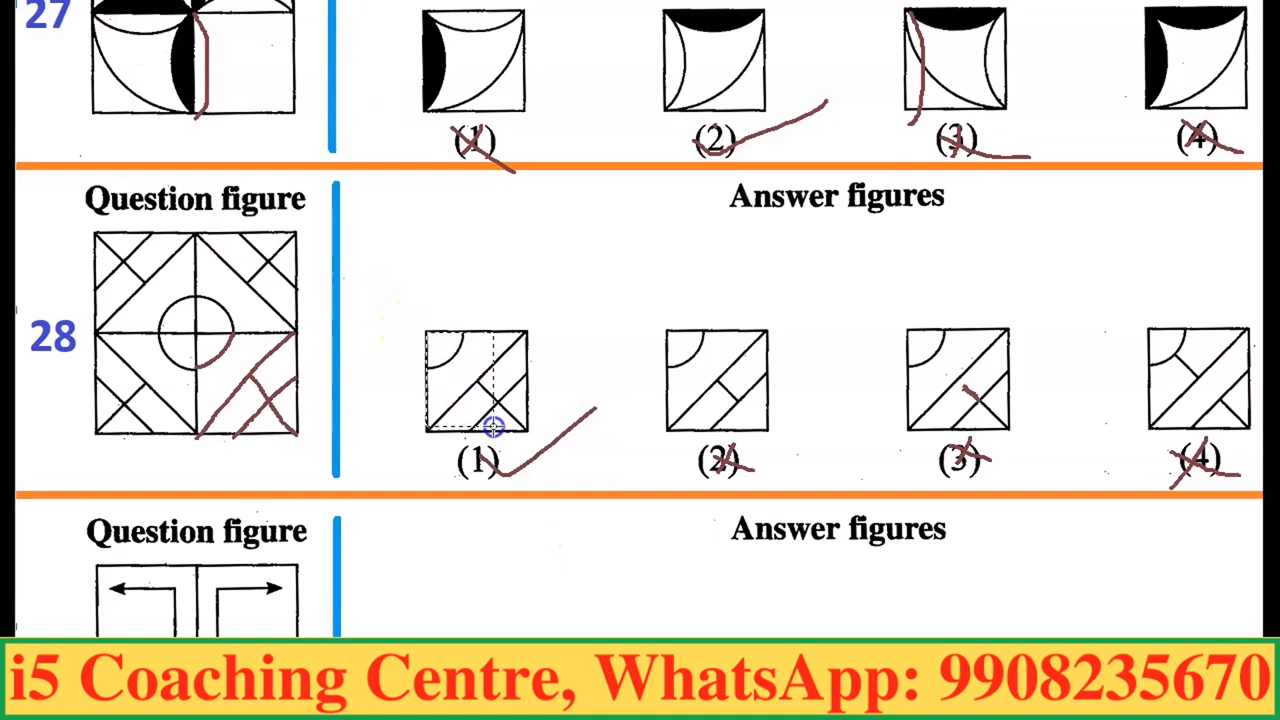 27
(1) (2) (3) (4)
Question figure Answer figures
28
(1) (2) (3) (4)
Question figure Answer figures
i5 Coaching Centre, WhatsApp: 9908235670